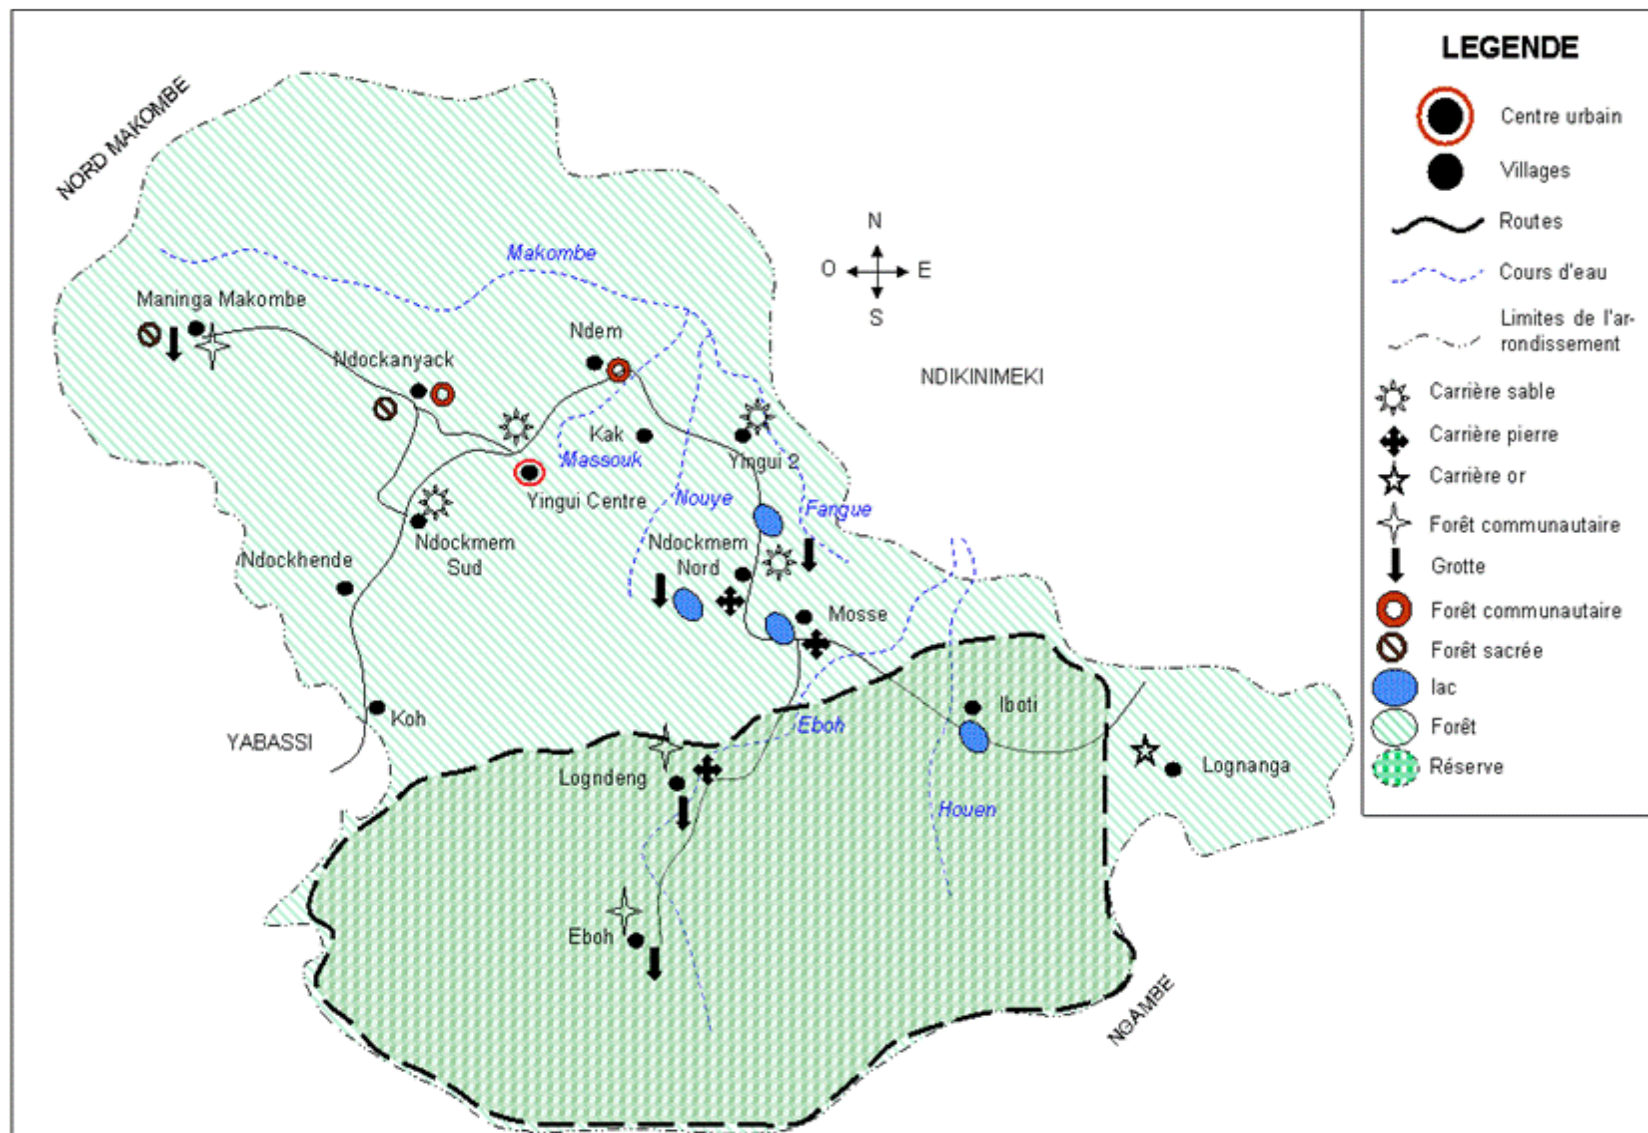 LEGENDE
Centre urbain
Villages
Routes
Cours d'eau
Limites de l'ar-
rondissement
Carrière sable
Carrière pierre
Carrière or
Forêt communautaire
Grotte
Forêt communautaire
Forêt sacrée
lac
Forêt
Réserve
NORD MAKOMBE
N
O
E
S
Makombe
Maninga Makombe
Ndem
Ndockanyack
NDIKINIMEKI
Kak
Massouk
Yingui 2
Yingui Centre
Nouye
Fangue
Ndockmem
Sud
Ndockmem
Nord
Ndockhende
Mosse
Koh
YABASSI
Eboh
Iboti
Logndeng
Lognanga
Houen
Eboh
NGAMBE